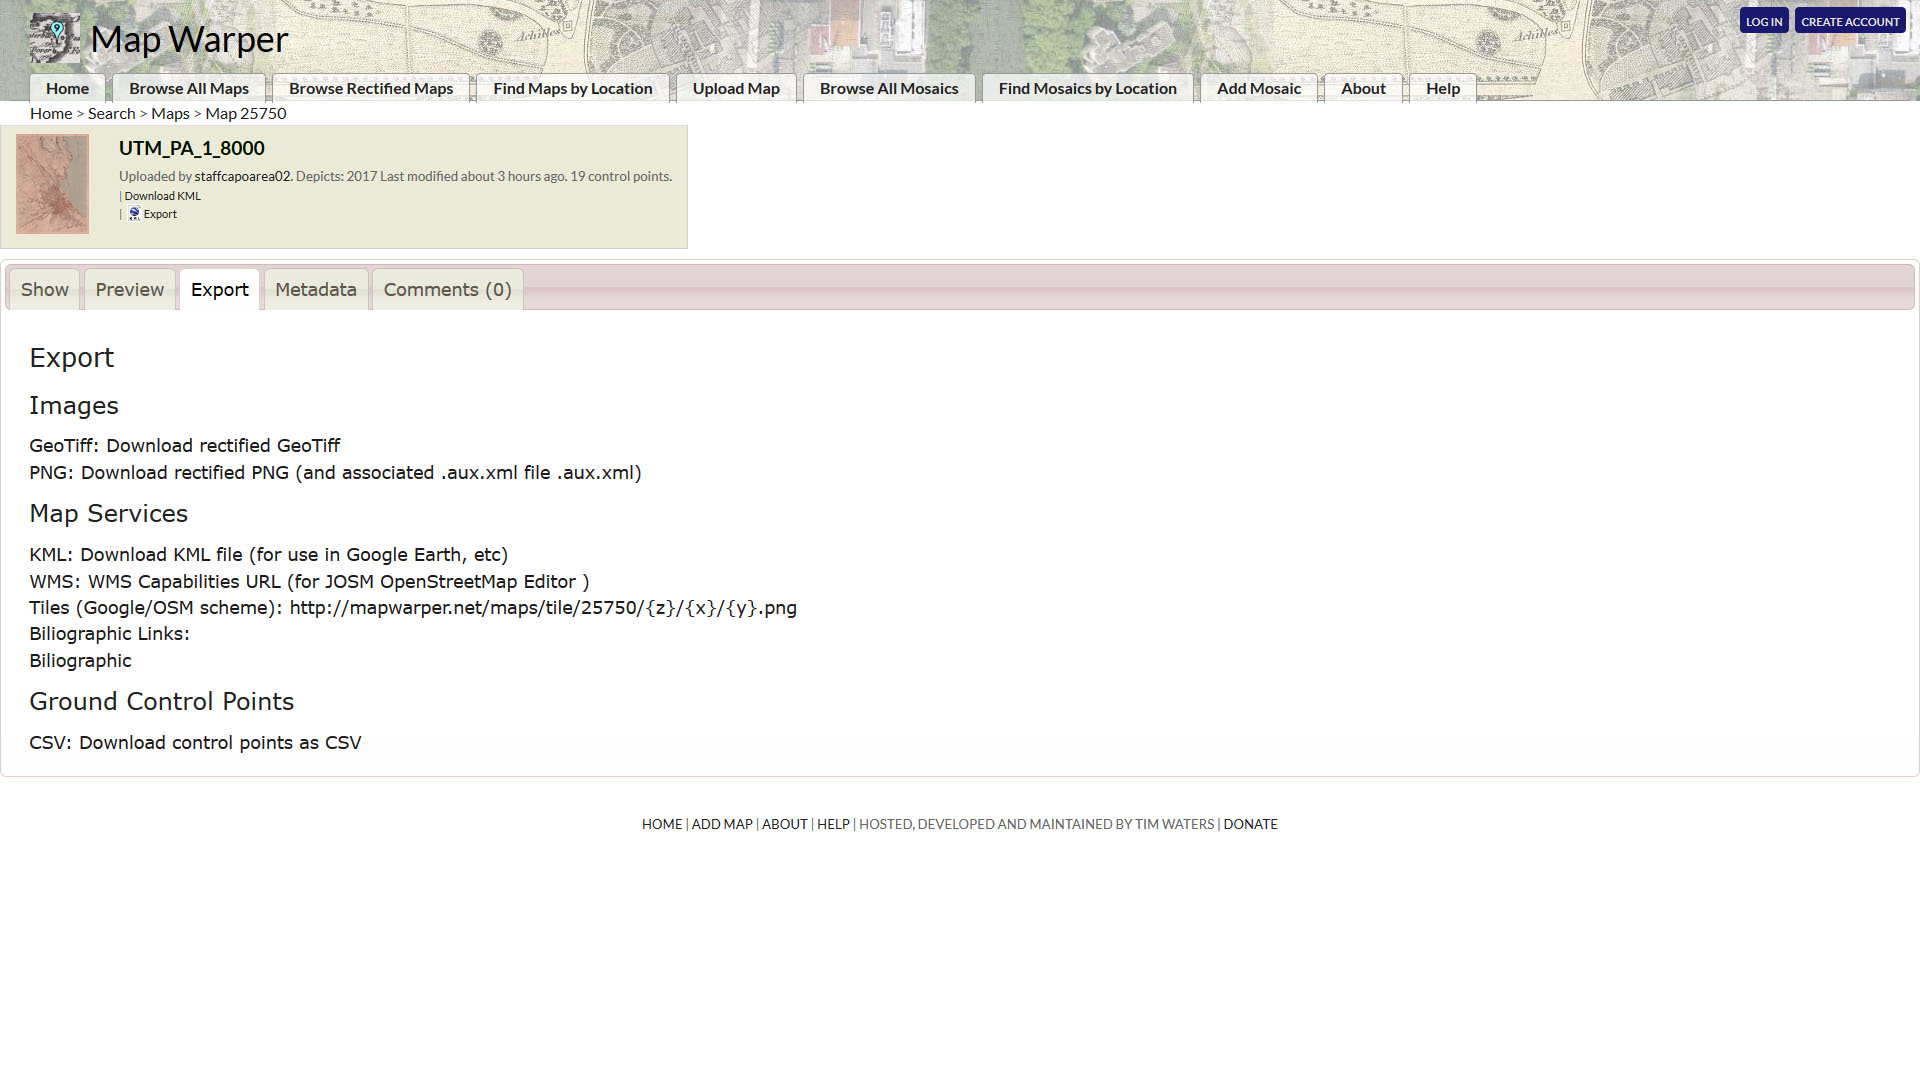 Map Warper
LOG IN
CREATE ACCOUNT
Achilles
Achilles
Home
Browse All Maps
Browse Rectified Maps
Find Maps by Location
Upload Map
Browse All Mosaics
Find Mosaics by Location
Add Mosaic
About
Help
Home > Search > Maps > Map 25750
UTM_PA_1_8000
Uploaded by staffcapoarea02. Depicts: 2017 Last modified about 3 hours ago. 19 control points.
| Download KML
| Export
Show
Preview
Export
Metadata
Comments (0)
Export
Images
GeoTiff: Download rectified GeoTiff
PNG: Download rectified PNG (and associated .aux.xml file .aux.xml)
Map Services
KML: Download KML file (for use in Google Earth, etc)
WMS: WMS Capabilities URL (for JOSM OpenStreetMap Editor )
Tiles (Google/OSM scheme): http://mapwarper.net/maps/tile/25750/{z}/{x}/{y}.png
Biliographic Links:
Biliographic
Ground Control Points
CSV: Download control points as CSV
HOME | ADD MAP | ABOUT | HELP | HOSTED, DEVELOPED AND MAINTAINED BY TIM WATERS | DONATE